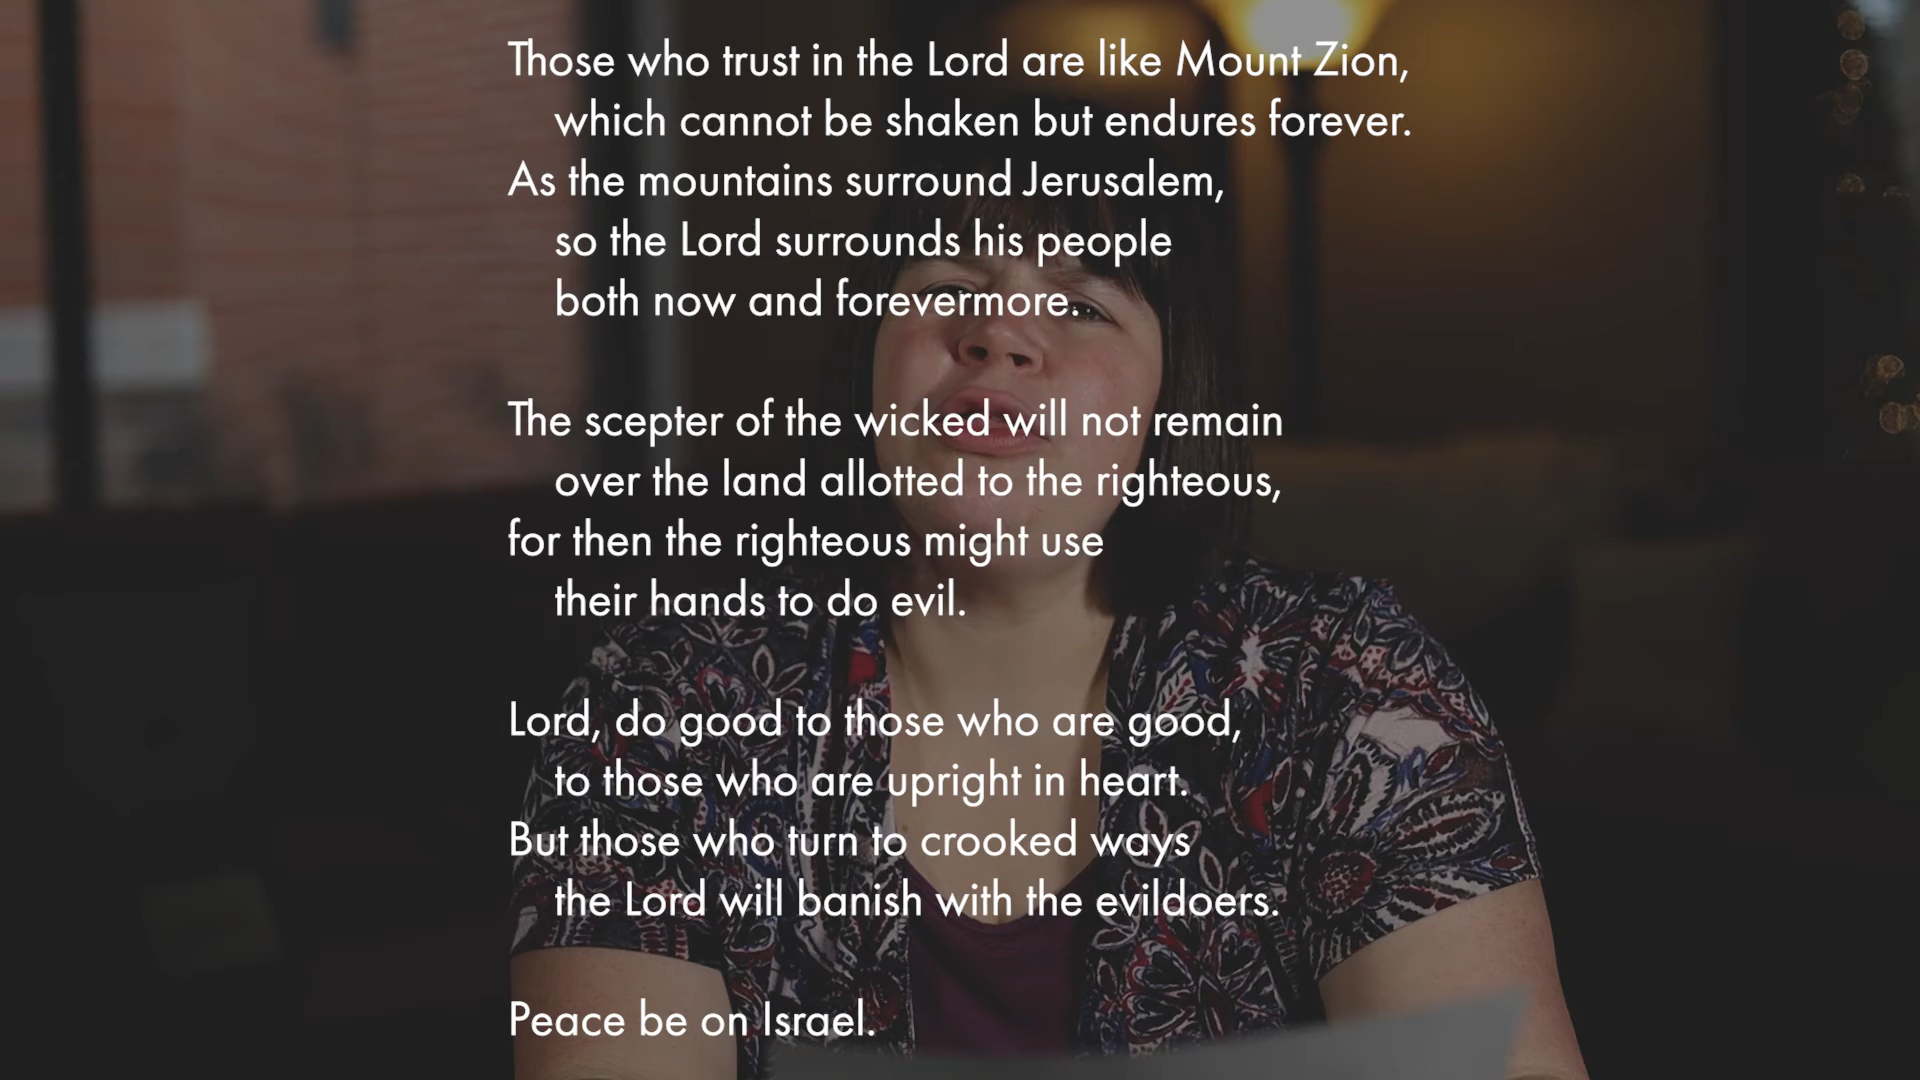 Those who trust in the Lord are like Mount Zion,
which cannot be shaken but endures forever.
As the mountains surround Jerusalem,
so the Lord surrounds his people
both now and forevermore.
The scepter of the wicked will not remain
over the land allotted to the righteous,
for then the righteous might use
their hands to do evil.
Lord, do good to those who are good,
to those who are upright in heart.
But those who turn to crooked ways
the Lord will banish with the evildoers.
Peace be on Israel.